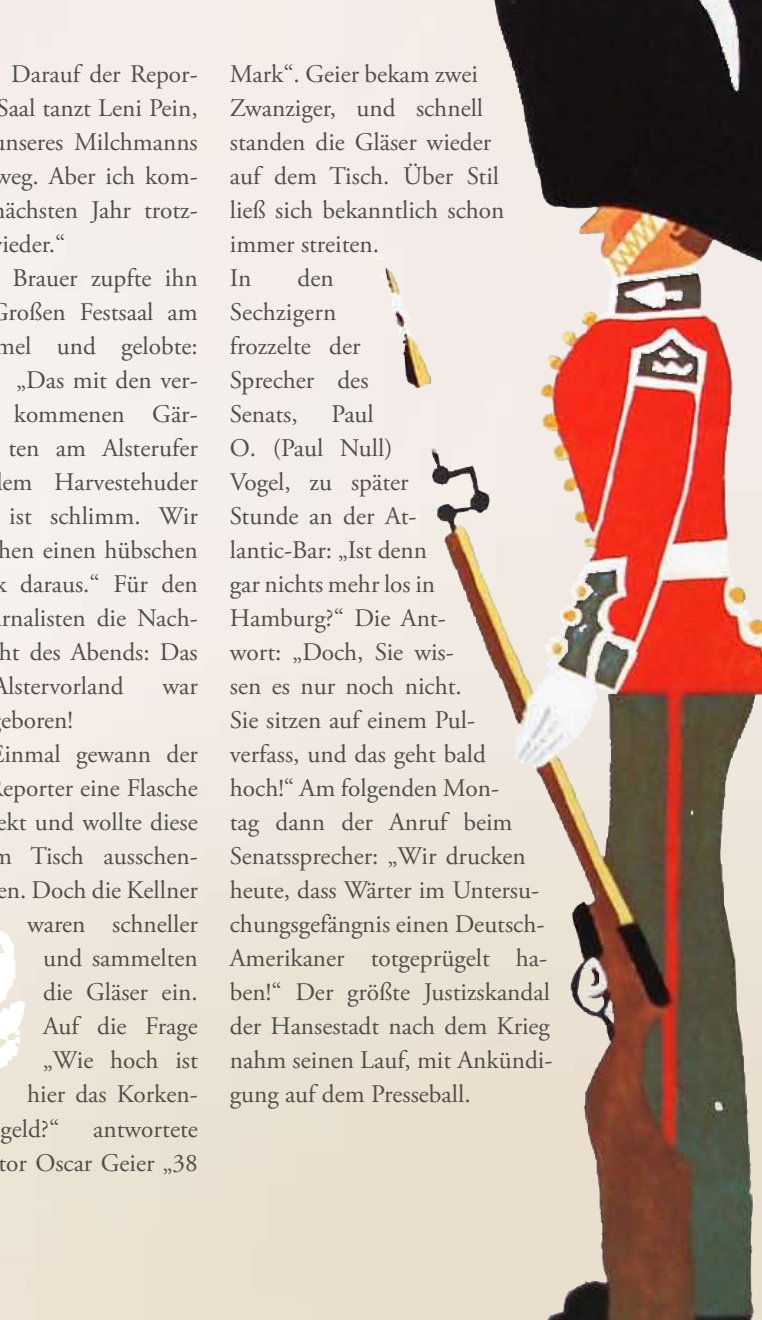 Darauf der Repor-
Saal tanzt Leni Pein,
unseres Milchmanns
weg. Aber ich kom-
nächsten Jahr trotz-
wieder.“
Brauer zupfte ihn
Großen Festsaal am
und gelobte:
„Das mit den ver-
kommenen Gär-
ten am Alsterufer
Harvestehuder
ist schlimm. Wir
einen hübschen
daraus.“ Für den
die Nach-
des Abends: Das
Alstervorland war
geboren!
Einmal gewann der
Reporter eine Flasche
und wollte diese
Tisch ausschen-
Doch die Kellner
waren schneller
und sammelten
die Gläser ein.
Auf die Frage
„Wie hoch ist
hier das Korken-
geld?“ antwortete
Oscar Geier „38
Mark“. Geier bekam zwei
Zwanziger, und schnell
standen die Gläser wieder
auf dem Tisch. Über Stil
ließ sich bekanntlich schon
immer streiten.
In den
Sechzigern
frozzelte der
Sprecher des
Senats, Paul
O. (Paul Null)
Vogel, zu später
Stunde an der At-
lantic-Bar: „Ist denn
gar nichts mehr los in
Hamburg?“ Die Ant-
wort: „Doch, Sie wis-
sen es nur noch nicht.
Sie sitzen auf einem Pul-
verfass, und das geht bald
hoch!“ Am folgenden Mon-
tag dann der Anruf beim
Senatssprecher: „Wir drucken
heute, dass Wärter im Untersu-
chungsgefängnis einen Deutsch-
Amerikaner totgeprügelt ha-
ben!“ Der größte Justizskandal
der Hansestadt nach dem Krieg
nahm seinen Lauf, mit Ankündi-
gung auf dem Presseball.